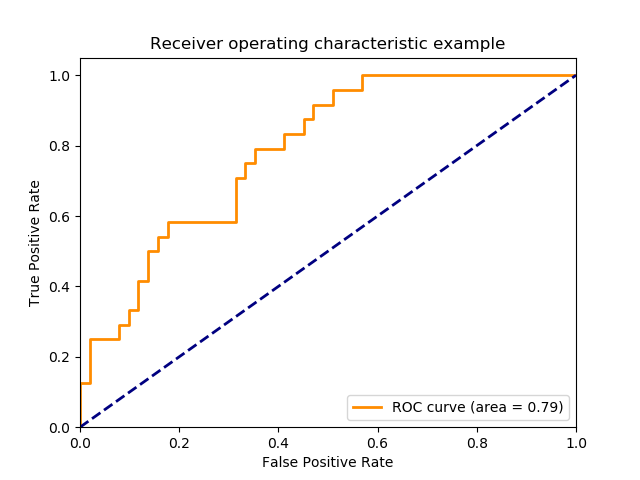 Receiver operating characteristic example
True Positive Rate
1.0
0.8
0.6
0.4
0.2
0.0
0.0 0.2 0.4 0.6 0.8 1.0
False Positive Rate
ROC curve (area = 0.79)